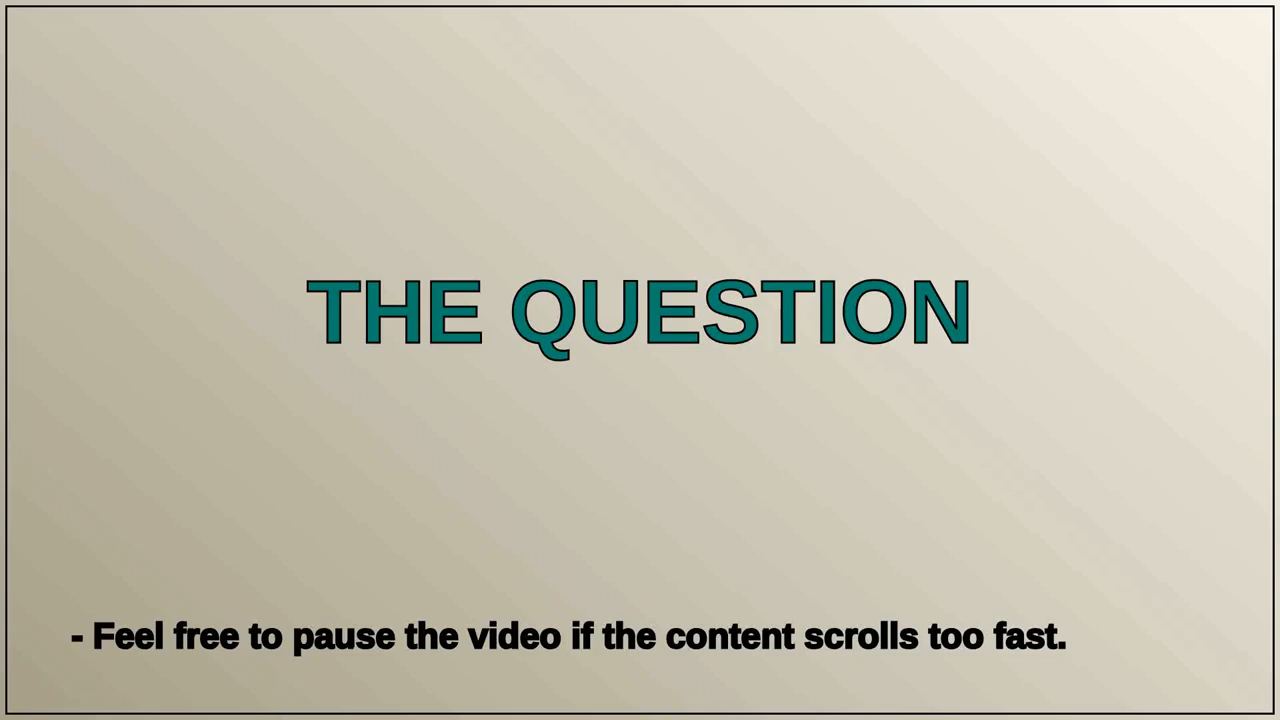 THE QUESTION
- Feel free to pause the video if the content scrolls too fast.